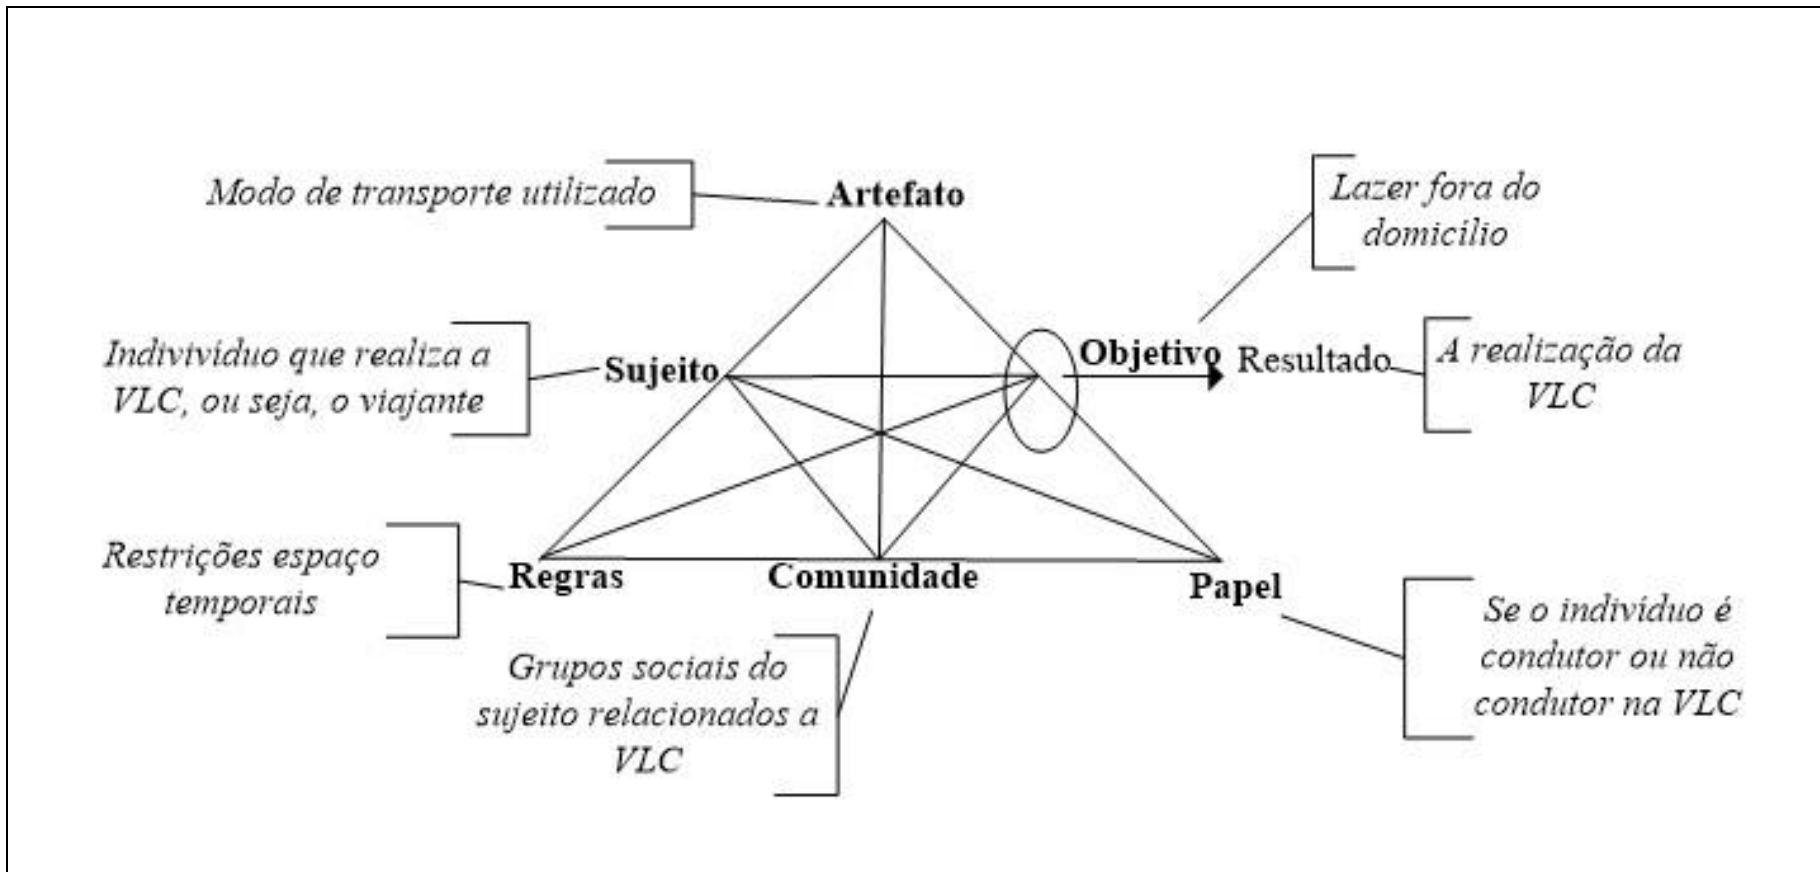 Modo de transporte utilizado
Artefato
Lazer fora do
domicílio
Indivivíduo que realiza a
VLC, ou seja, o viajante
Sujeito
Objetivo
Resultado
A realização da
VLC
Restrições espaço
temporais
Regras
Comunidade
Papel
Grupos sociais do
sujeito relacionados a
VLC
Se o indivíduo é
condutor ou não
condutor na VLC